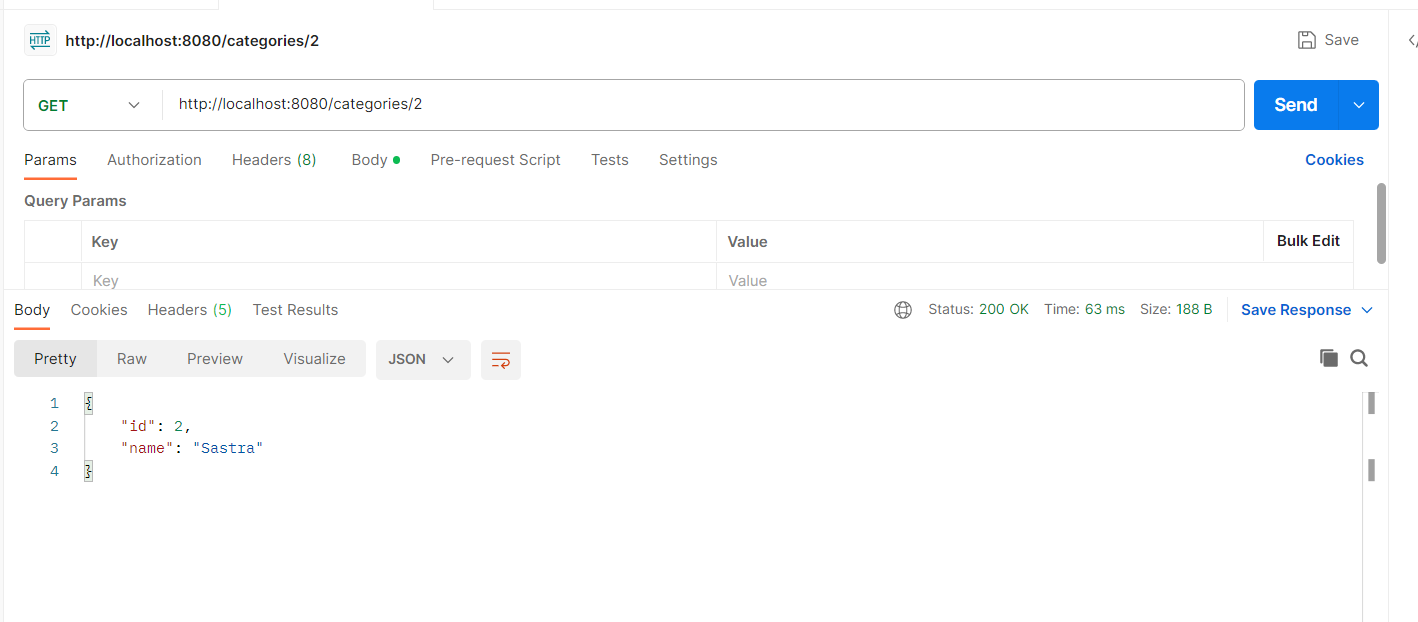 HTTP http://localhost:8080/categories/2 Save
GET http://localhost:8080/categories/2 Send
Params Authorization Headers (8) Body Pre-request Script Tests Settings Cookies
Query Params
Key Value Bulk Edit
Key Value
Body Cookies Headers (5) Test Results Status: 200 OK Time: 63 ms Size: 188 B Save Response
Pretty Raw Preview Visualize JSON
1 {
2 "id": 2,
3 "name": "Sastra"
4 }